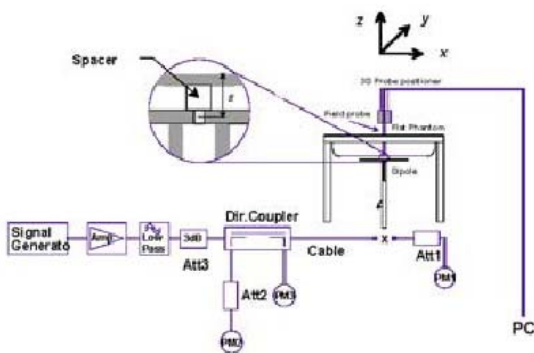 z
y
x
Spacer
s
3D Probe positioner
Field probe
Flat Phantom
Dipole
Signal
Generato
Amp
Low
Pass
3dB
Att3
Dir.Coupler
Cable
x
Att1
PM1
Att2
PM3
PM2
PC